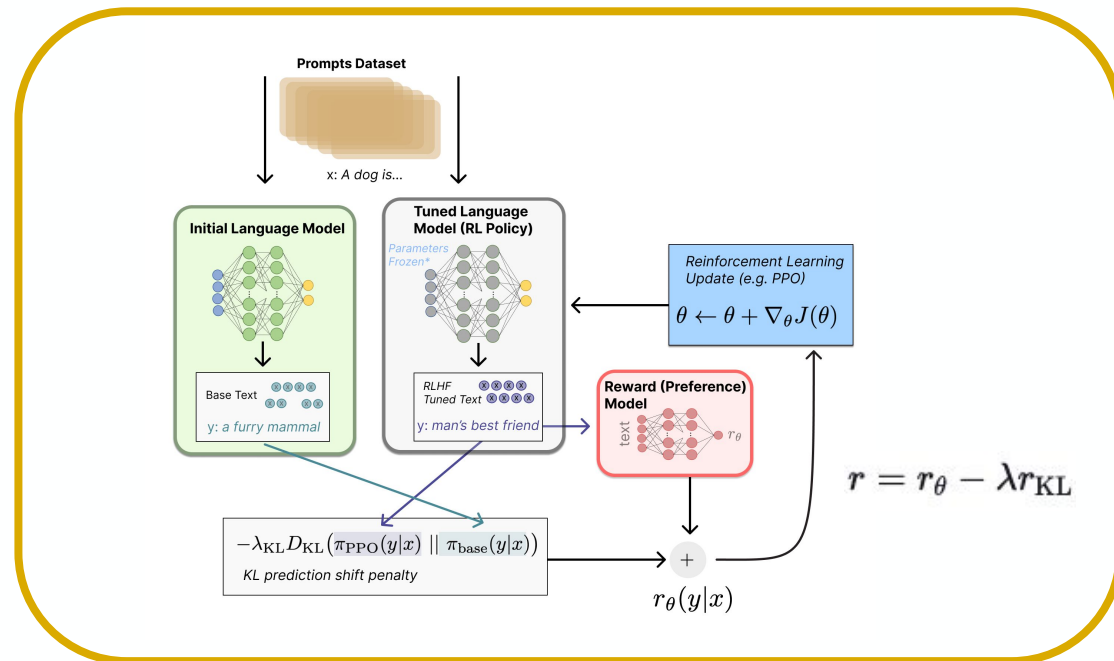 Prompts Dataset
x: A dog is...
Initial Language Model
Tuned Language
Model (RL Policy)
Parameters
Frozen*
Reinforcement Learning
Update (e.g. PPO)
θ ← θ + ∇θJ(θ)
Base Text
x x x x
x x x x
y: a furry mammal
RLHF
Tuned Text
x x x x
x x x x
y: man's best friend
Reward (Preference)
Model
text
rθ
r = rθ − λrKL
−λKL DKL(πPPO(y|x) || πbase(y|x))
KL prediction shift penalty
+
rθ(y|x)